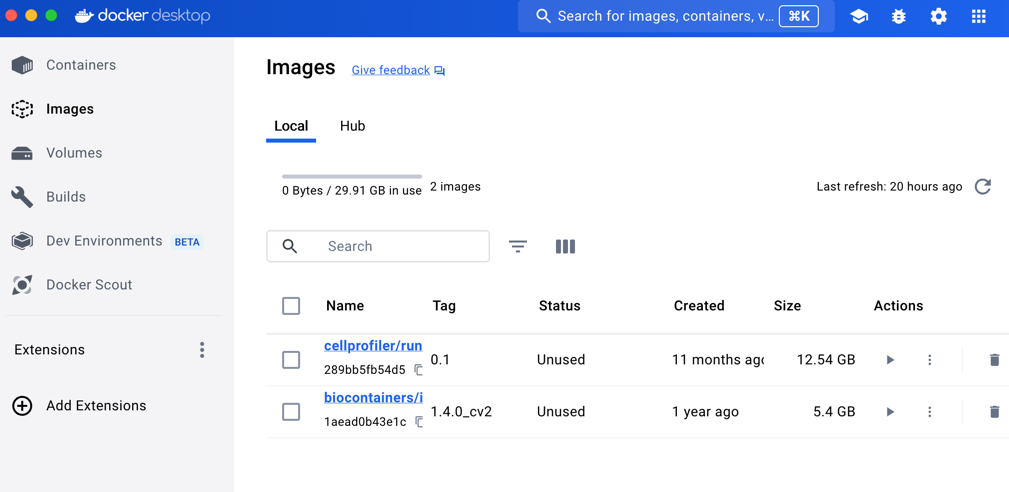 docker desktop
Search for images, containers, v... ⌘K
Containers
Images
Volumes
Builds
Dev Environments BETA
Docker Scout
Extensions
Add Extensions
Images Give feedback
Local Hub
0 Bytes / 29.91 GB in use 2 images
Last refresh: 20 hours ago
Search
Name Tag Status Created Size Actions
cellprofiler/run 0.1 Unused 11 months ago 12.54 GB
289bb5fb54d5
biocontainers/i 1.4.0_cv2 Unused 1 year ago 5.4 GB
1aead0b43e1c